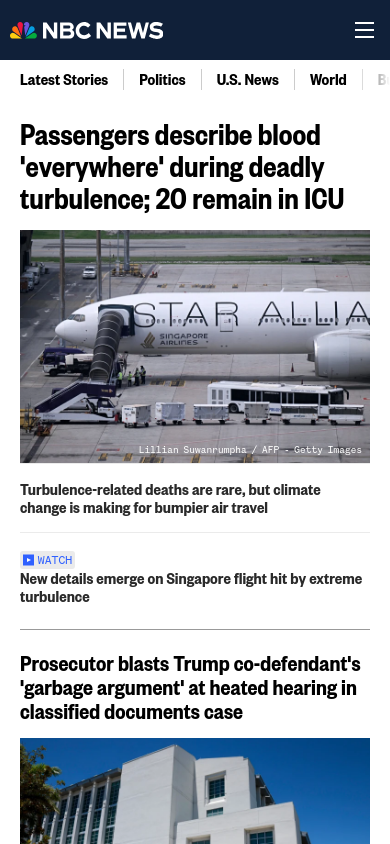 NBC NEWS
Latest Stories
Politics
U.S. News
World
Passengers describe blood
'everywhere' during deadly
turbulence; 20 remain in ICU
STAR ALLIA
SINGAPORE
AIRLINES
Lillian Suwanrumpha / AFP - Getty Images
Turbulence-related deaths are rare, but climate
change is making for bumpier air travel
WATCH
New details emerge on Singapore flight hit by extreme
turbulence
Prosecutor blasts Trump co-defendant's
'garbage argument' at heated hearing in
classified documents case